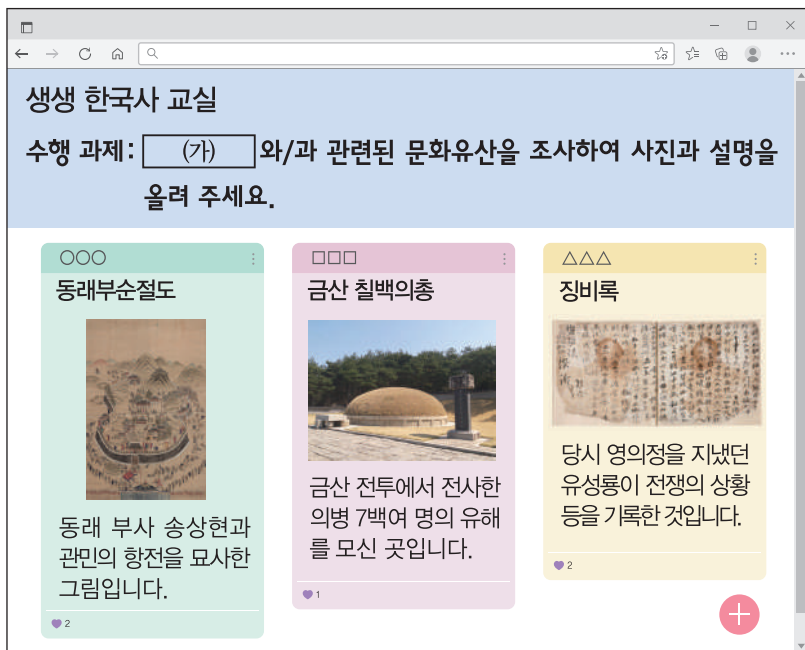 생생 한국사 교실
수행 과제: (가) 와/과 관련된 문화유산을 조사하여 사진과 설명을
올려 주세요.
○○○
동래부순절도
동래 부사 송상현과
관민의 항전을 묘사한
그림입니다.
2
□□□
금산 칠백의총
금산 전투에서 전사한
의병 7백여 명의 유해
를 모신 곳입니다.
1
△△△
징비록
당시 영의정을 지냈던
유성룡이 전쟁의 상황
등을 기록한 것입니다.
2